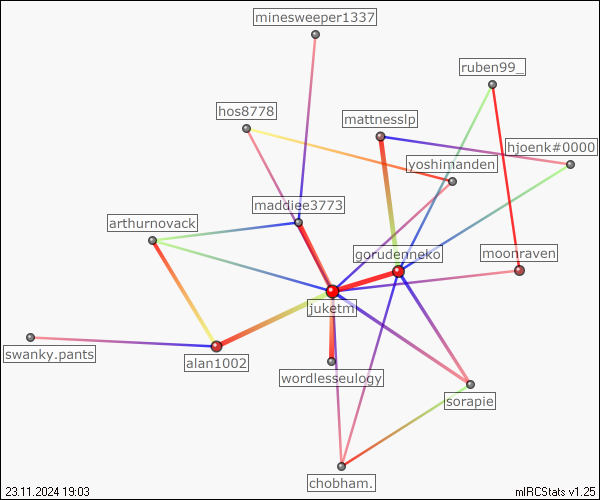 minesweeper1337
ruben99_
hos8778
mattnesslp
hjoenk#0000
yoshimanden
maddiee3773
arthurnovack
gorudenneko
moonraven
juketm
swanky.pants
alan1002
wordlesseulogy
sorapie
chobham.
23.11.2024 19:03
mIRCStats v1.25